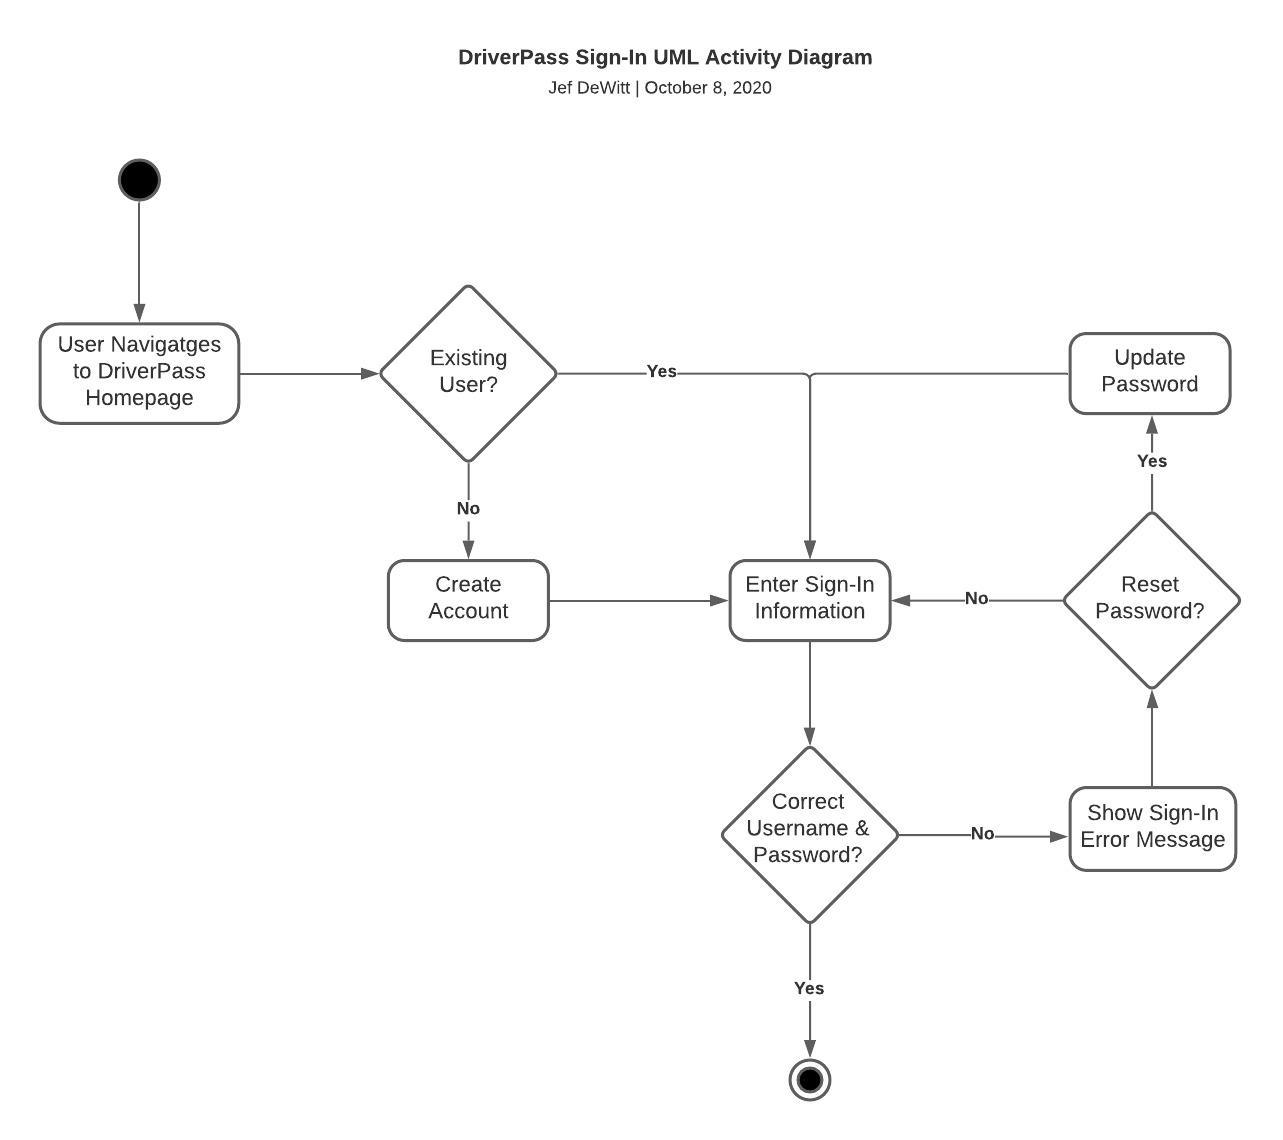 DriverPass Sign-In UML Activity Diagram
Jef DeWitt | October 8, 2020
User Navigatges
to DriverPass
Homepage
Existing
User?
Yes
Update
Password
No
Yes
Create
Account
Enter Sign-In
Information
No
Reset
Password?
Correct
Username &
Password?
No
Show Sign-In
Error Message
Yes